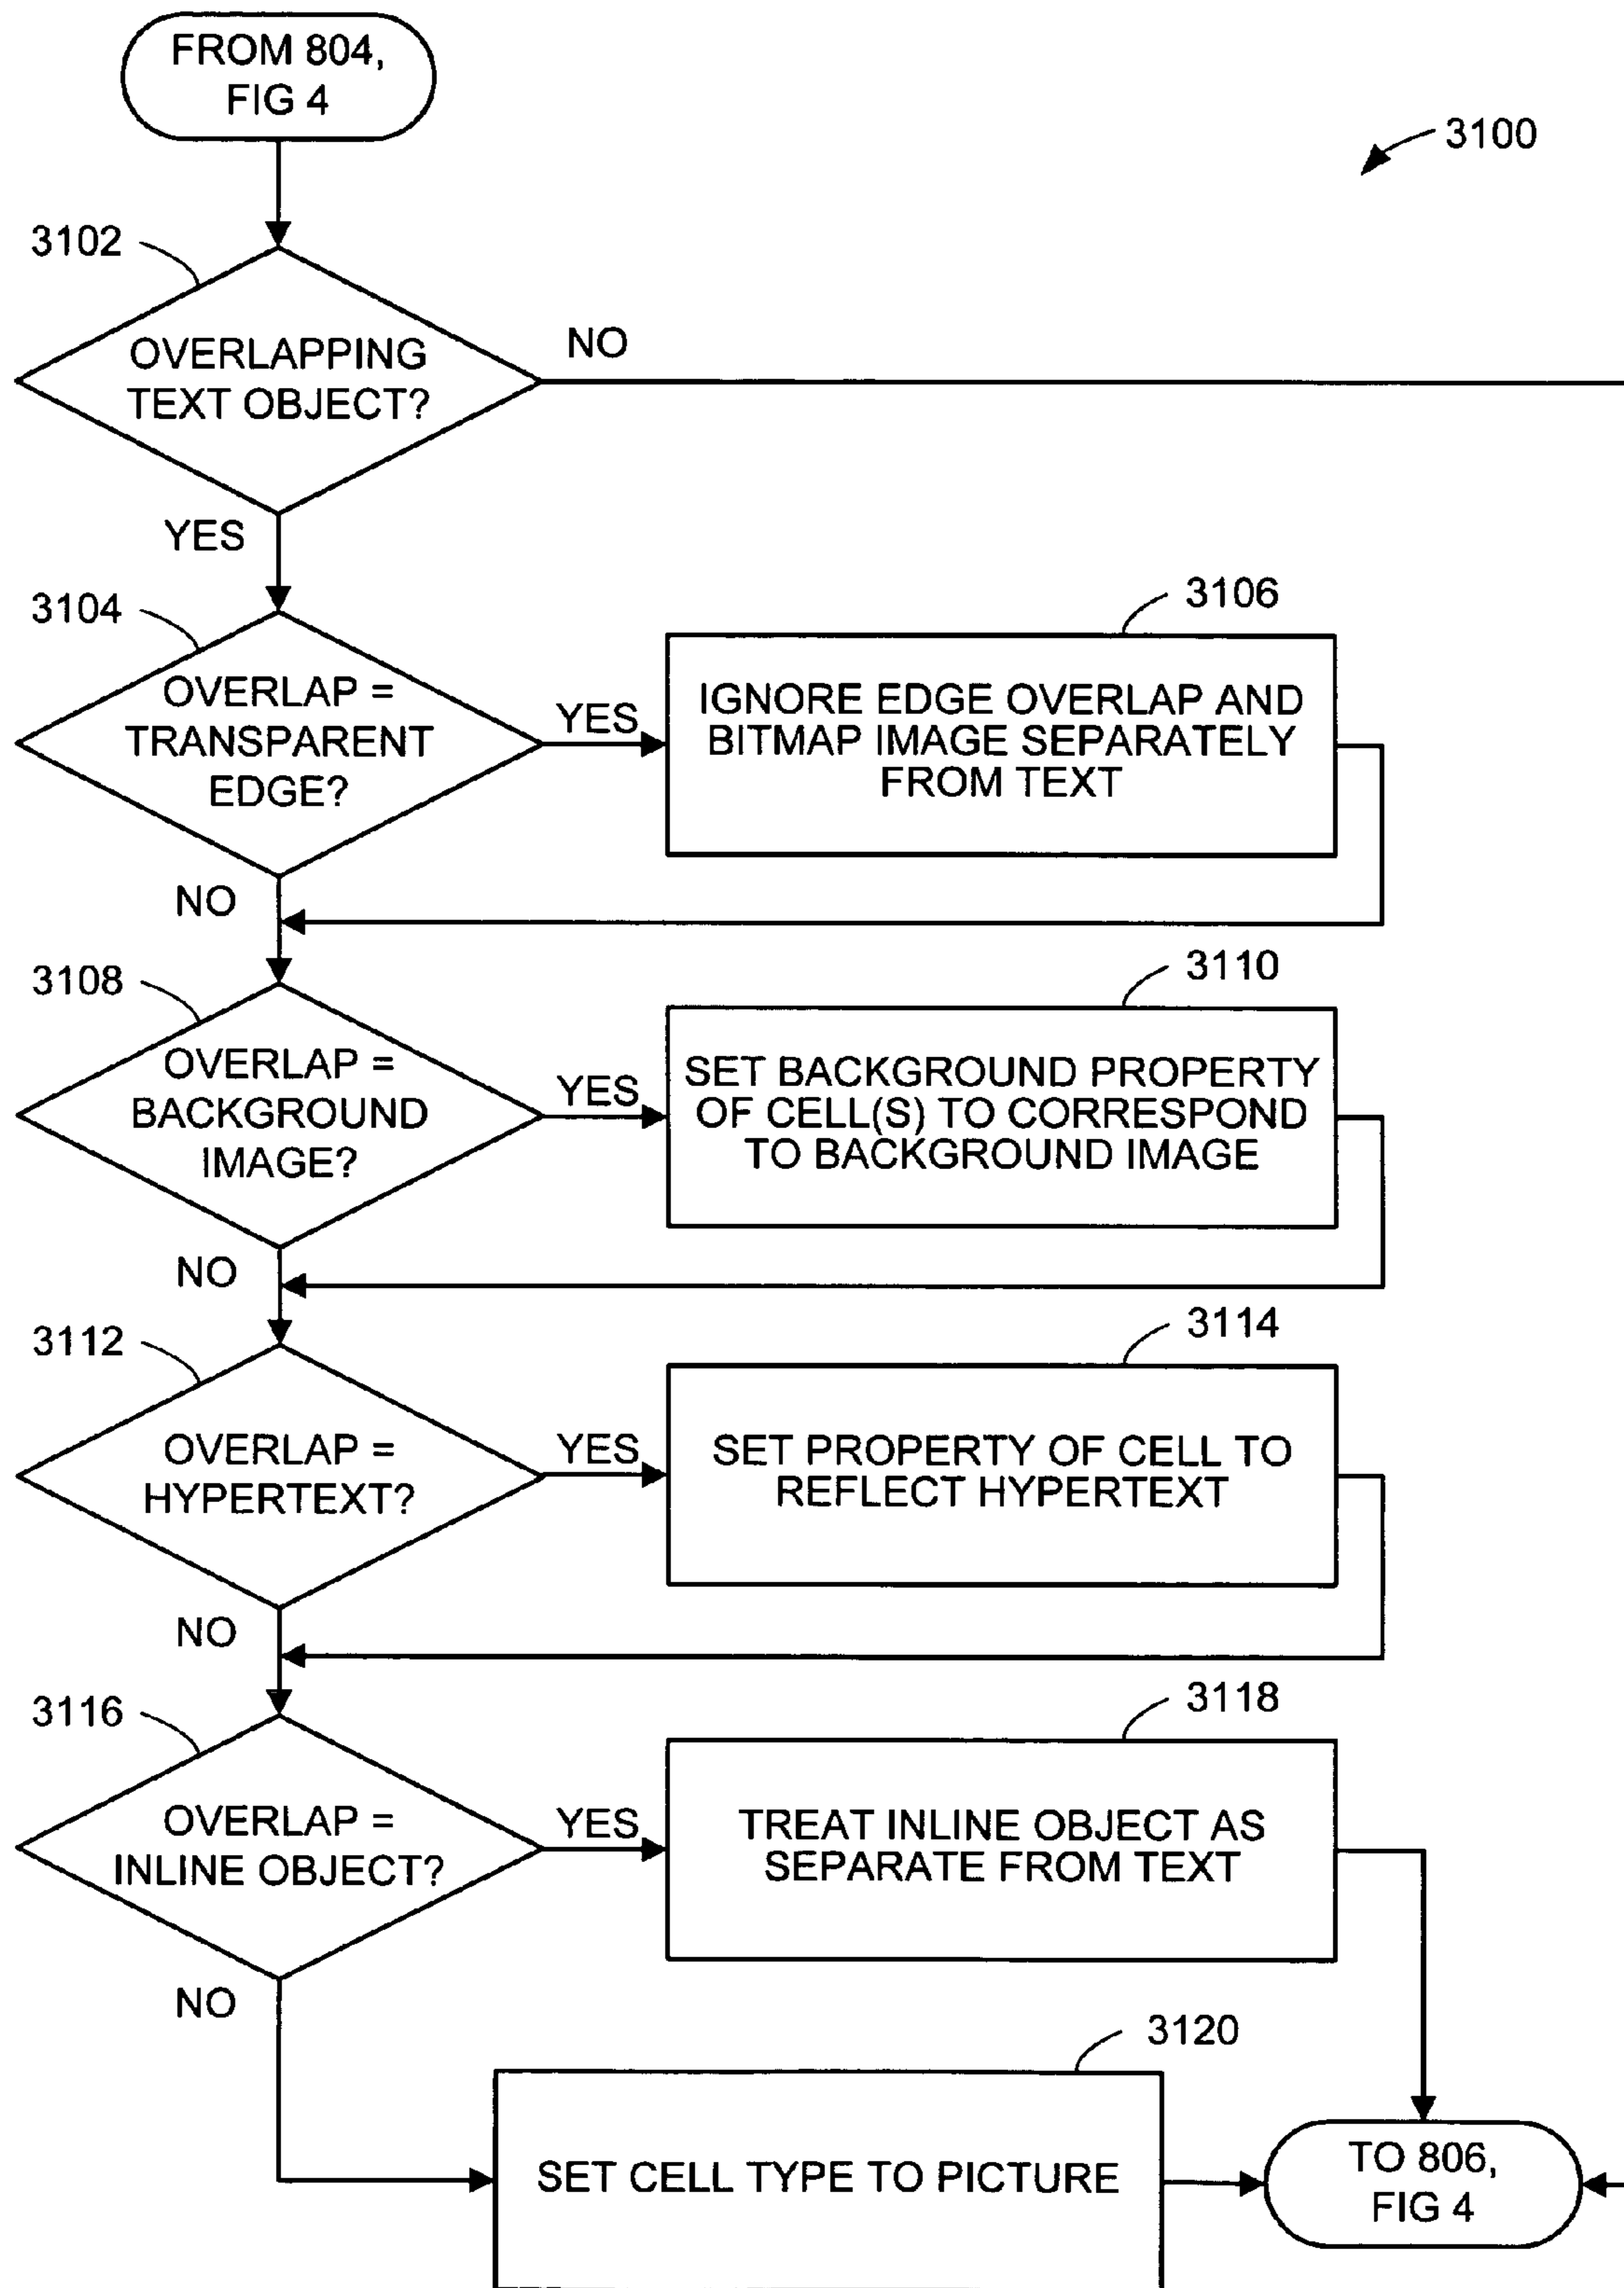 FROM 804,
FIG 4
3100
3102
OVERLAPPING
TEXT OBJECT?
NO
YES
3104
OVERLAP =
TRANSPARENT
EDGE?
YES
3106
IGNORE EDGE OVERLAP AND
BITMAP IMAGE SEPARATELY
FROM TEXT
NO
3108
OVERLAP =
BACKGROUND
IMAGE?
YES
3110
SET BACKGROUND PROPERTY
OF CELL(S) TO CORRESPOND
TO BACKGROUND IMAGE
NO
3112
OVERLAP =
HYPERTEXT?
YES
3114
SET PROPERTY OF CELL TO
REFLECT HYPERTEXT
NO
3116
OVERLAP =
INLINE OBJECT?
YES
3118
TREAT INLINE OBJECT AS
SEPARATE FROM TEXT
NO
3120
SET CELL TYPE TO PICTURE
TO 806,
FIG 4